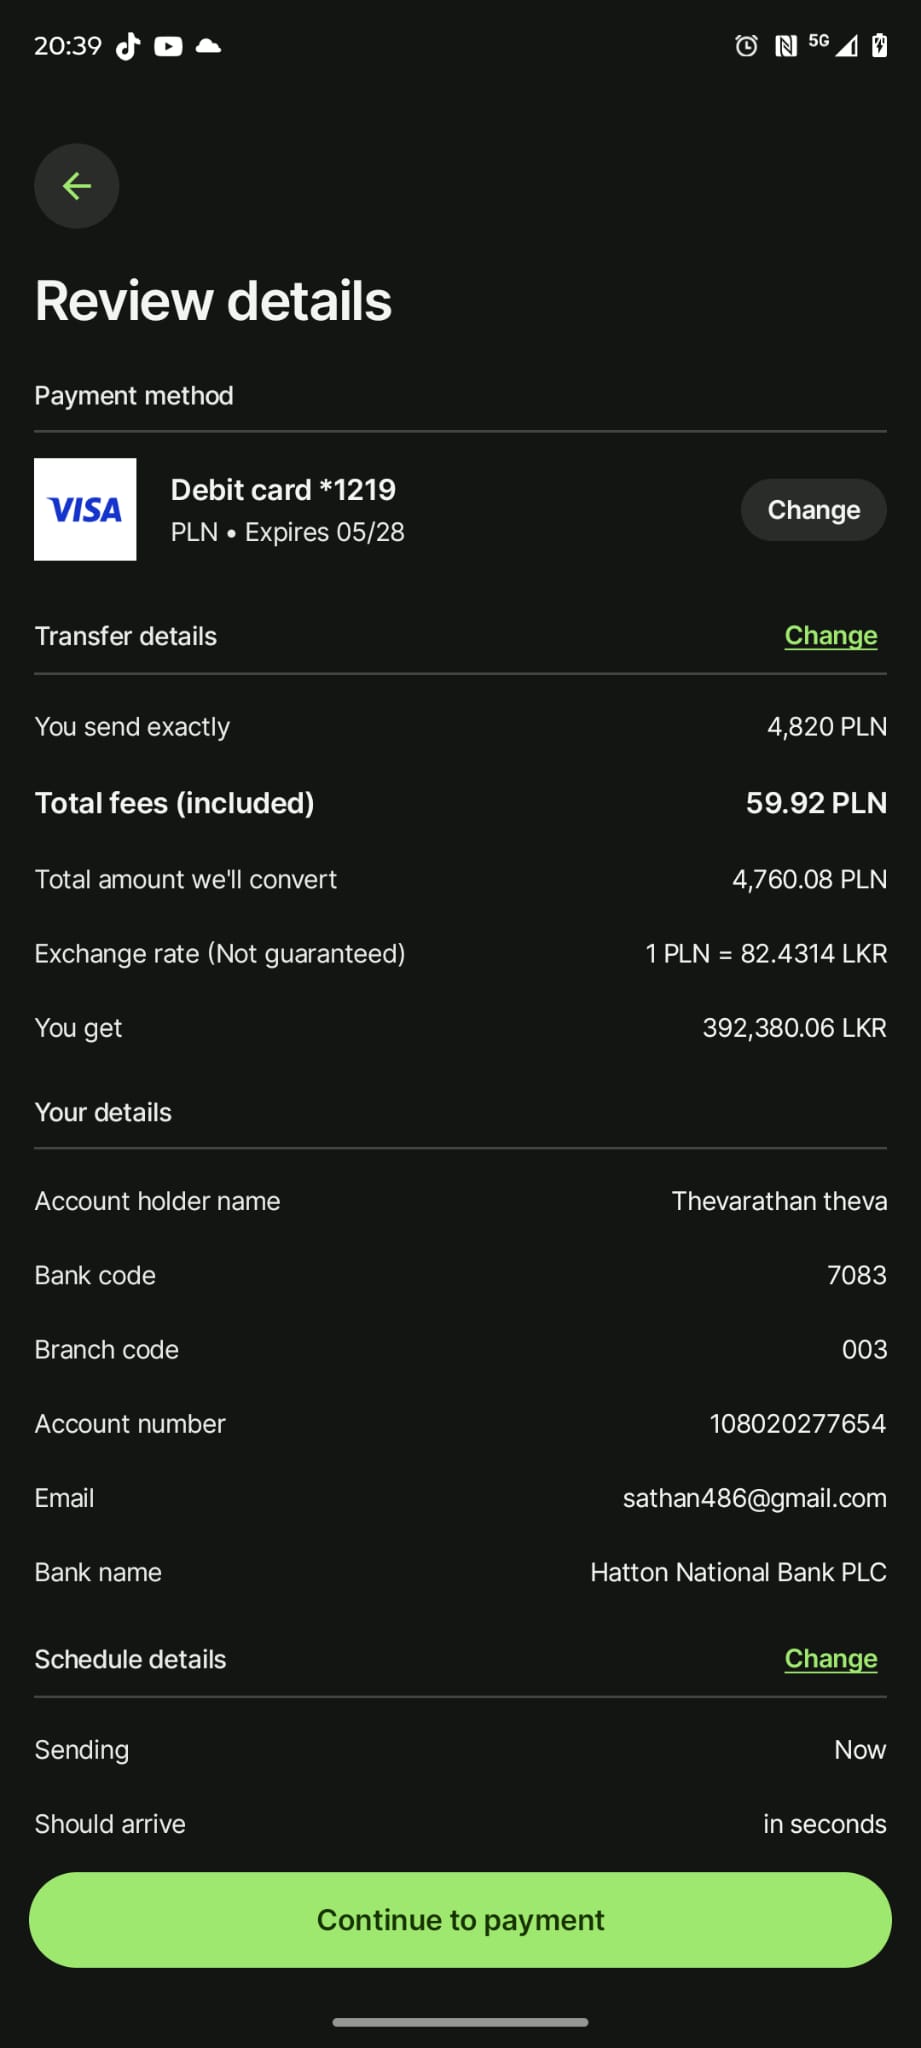 20:39
5G
Review details
Payment method
VISA
Debit card *1219
PLN • Expires 05/28
Change
Transfer details
Change
You send exactly
4,820 PLN
Total fees (included)
59.92 PLN
Total amount we'll convert
4,760.08 PLN
Exchange rate (Not guaranteed)
1 PLN = 82.4314 LKR
You get
392,380.06 LKR
Your details
Account holder name
Thevarathan theva
Bank code
7083
Branch code
003
Account number
108020277654
Email
sathan486@gmail.com
Bank name
Hatton National Bank PLC
Schedule details
Change
Sending
Now
Should arrive
in seconds
Continue to payment